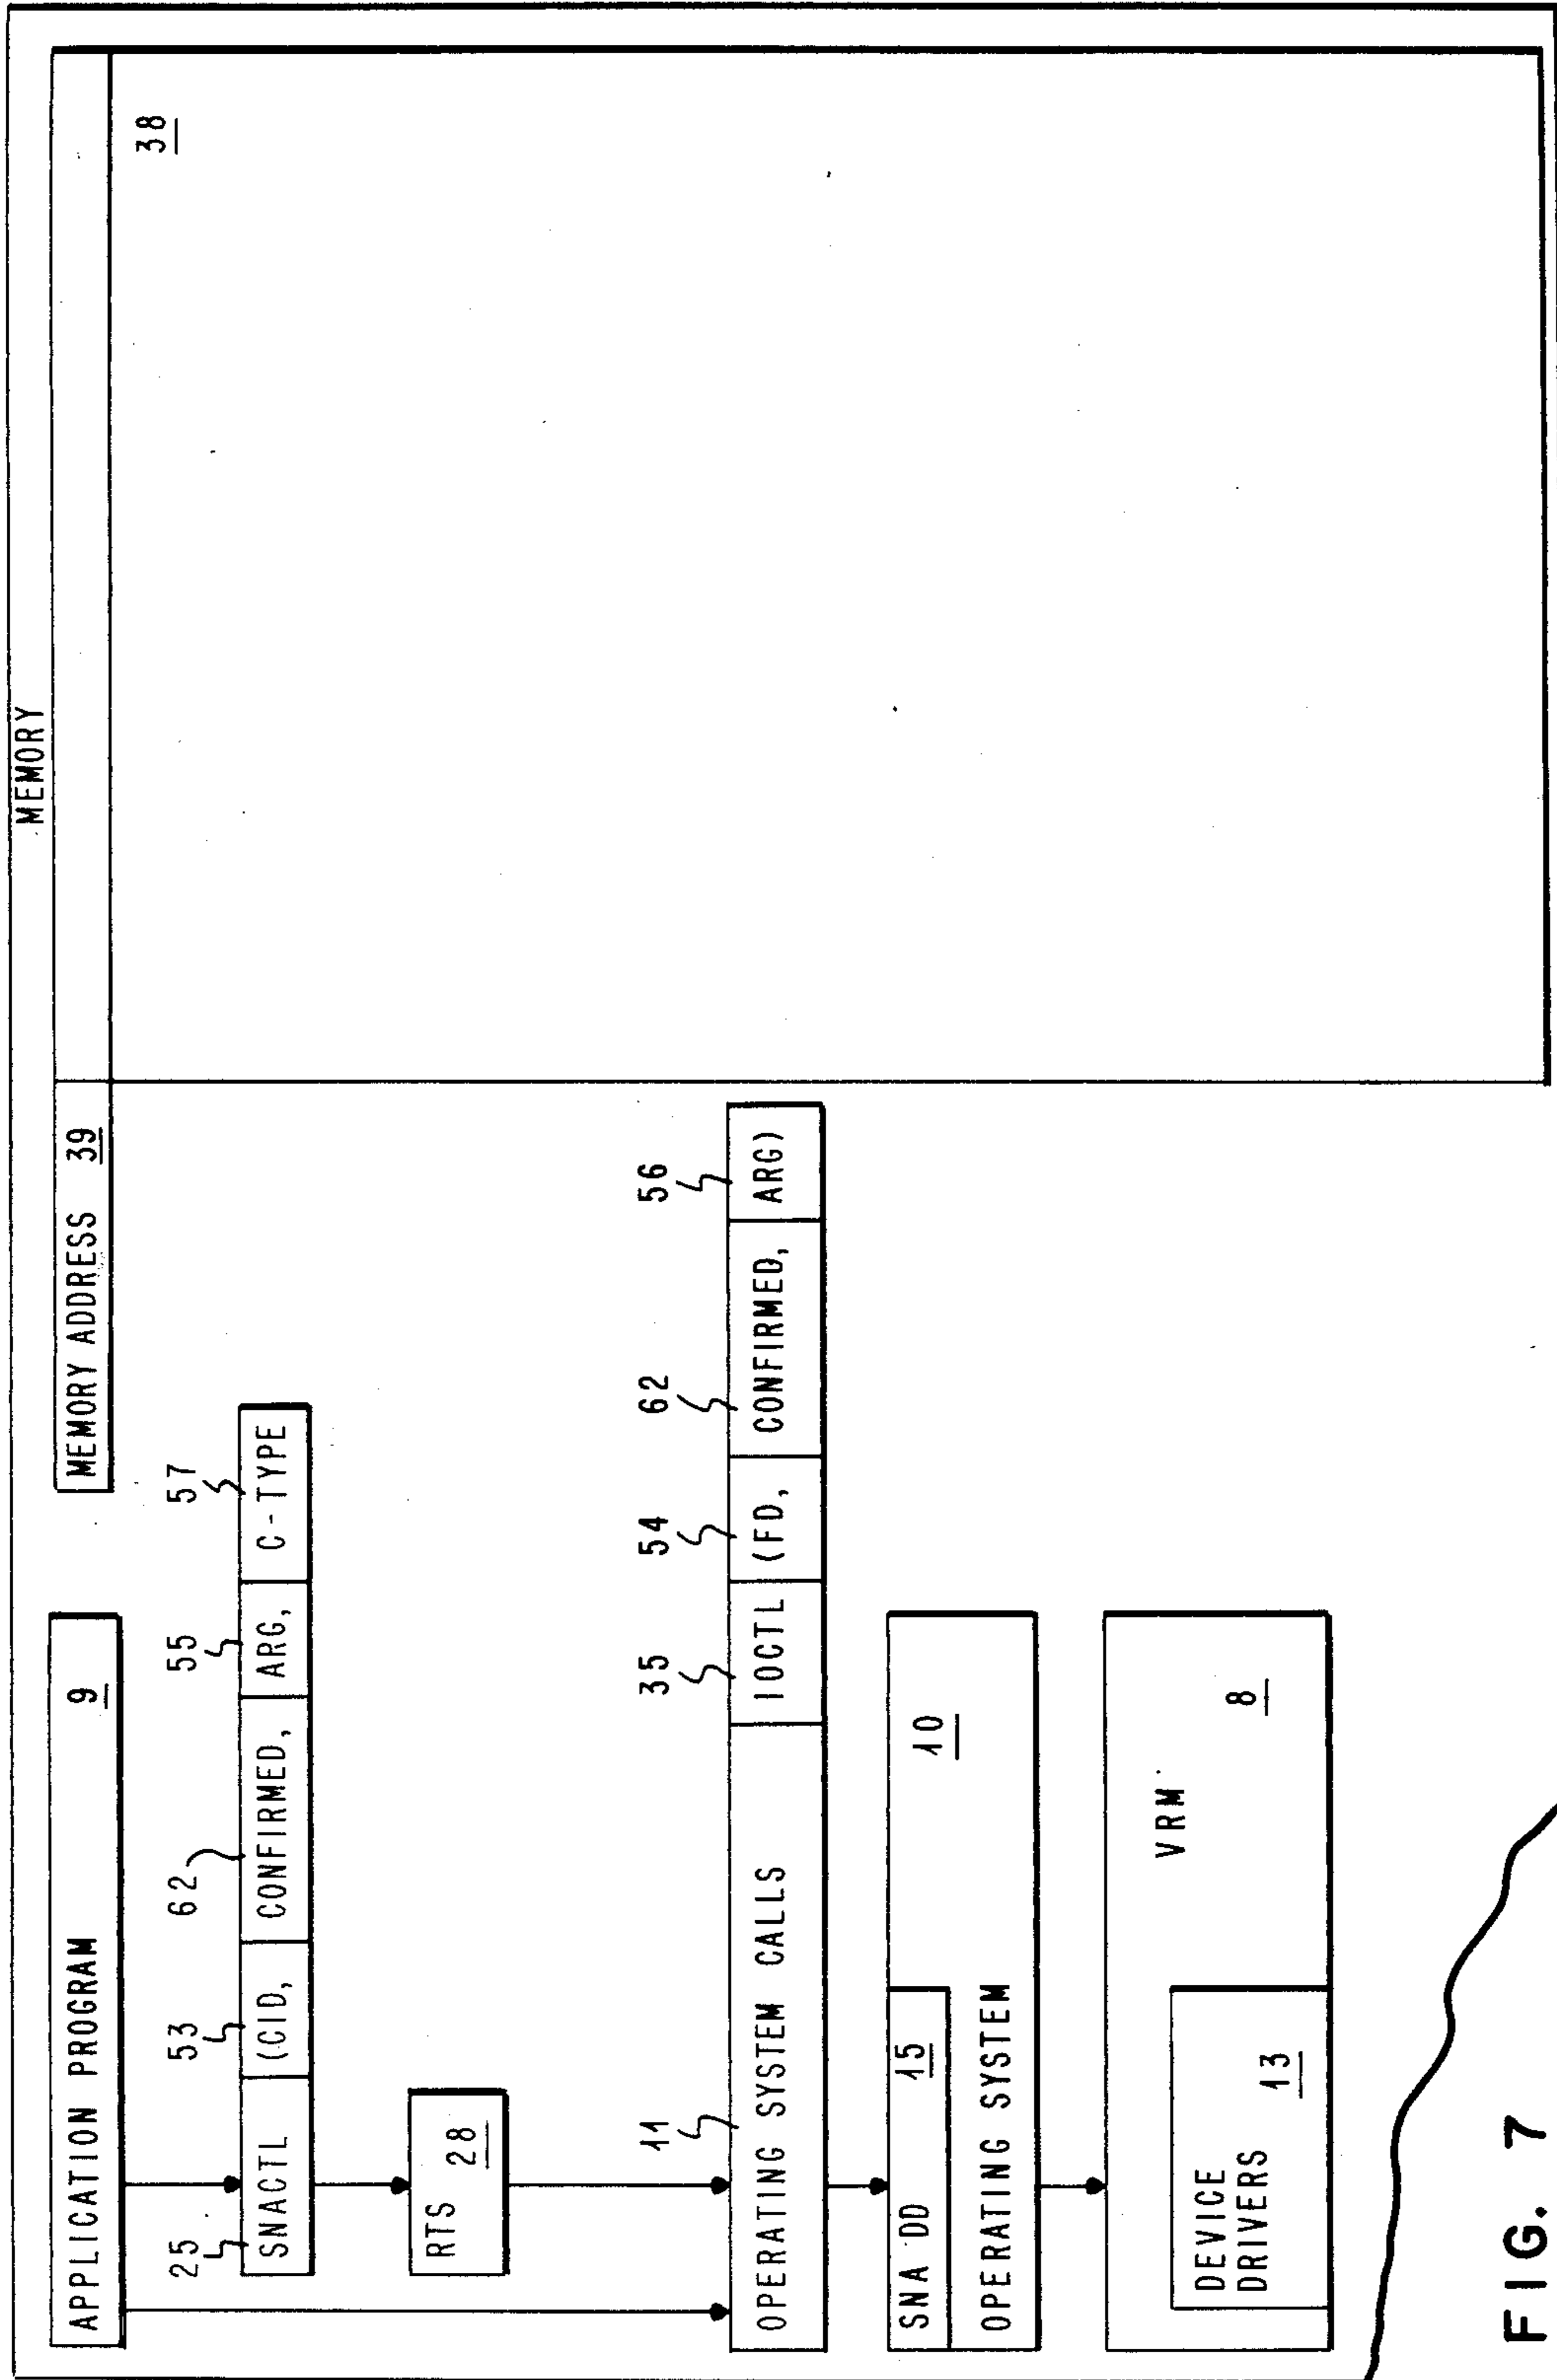 MEMORY
APPLICATION PROGRAM 9
MEMORY ADDRESS 39
38
25 53 62 55 57
SNACTL (CID, CONFIRMED, ARG, C-TYPE
RTS 28
11 35 54 62 56
OPERATING SYSTEM CALLS IOCTL (FD, CONFIRMED, ARG)
SNA DD 15
10
OPERATING SYSTEM
VRM
8
DEVICE
DRIVERS 13
FIG. 7